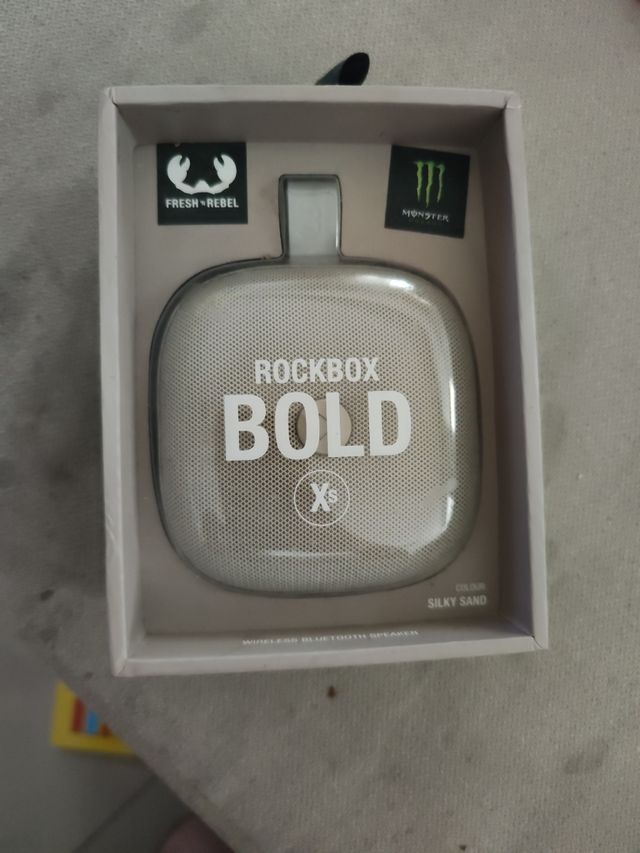 FRESH 'N REBEL
MONSTER
ROCKBOX
BOLD
Xs
COLOUR
SILKY SAND
WIRELESS BLUETOOTH SPEAKER